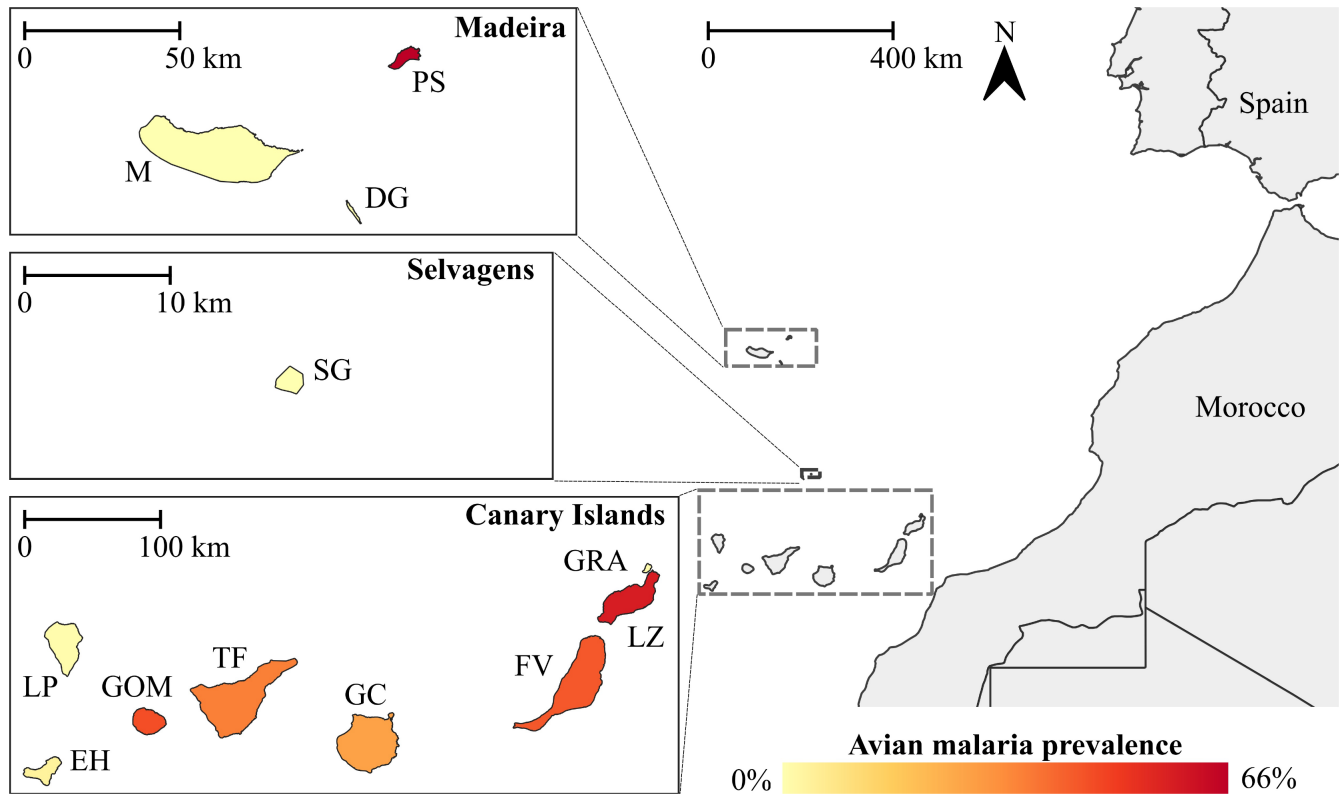 Madeira
0 50 km
PS
M
DG
Selvagens
0 10 km
SG
Canary Islands
0 100 km
GRA
LZ
FV
TF
LP
GOM
GC
EH
0 400 km
N
Spain
Morocco
Avian malaria prevalence
0% 66%